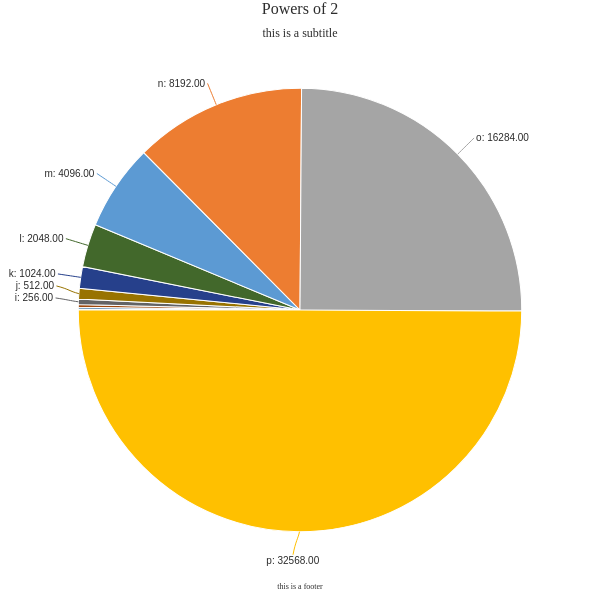 Powers of 2
this is a subtitle
n: 8192.00
o: 16284.00
m: 4096.00
l: 2048.00
k: 1024.00
j: 512.00
i: 256.00
p: 32568.00
this is a footer